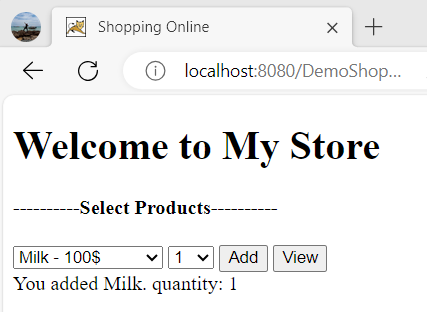 Shopping Online
localhost:8080/DemoShop...
Welcome to My Store
----------Select Products----------
Milk - 100$ 1 Add View
You added Milk. quantity: 1